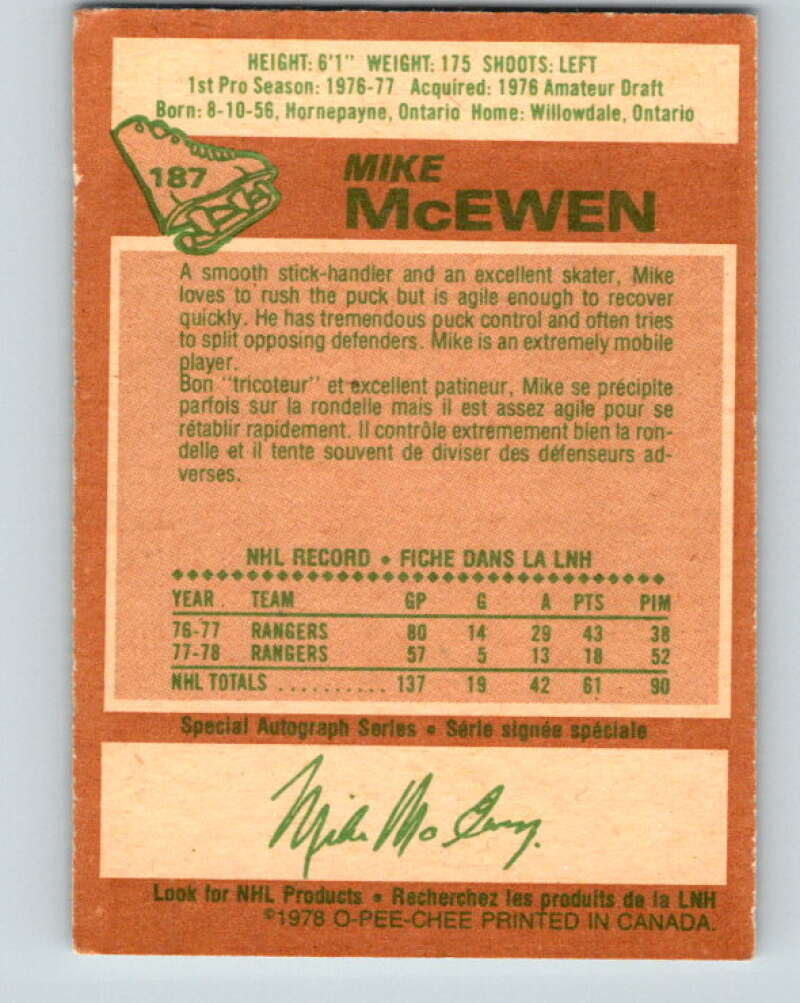 HEIGHT: 6'1" WEIGHT: 175 SHOOTS: LEFT
1st Pro Season: 1976-77 Acquired: 1976 Amateur Draft
Born: 8-10-56, Hornepayne, Ontario Home: Willowdale, Ontario
187
MIKE
McEWEN
A smooth stick-handler and an excellent skater, Mike
loves to rush the puck but is agile enough to recover
quickly. He has tremendous puck control and often tries
to split opposing defenders. Mike is an extremely mobile
player.
Bon "tricoteur" et excellent patineur, Mike se précipite
parfois sur la rondelle mais il est assez agile pour se
rétablir rapidement. Il contrôle extremement bien la ron-
delle et il tente souvent de diviser des défenseurs ad-
verses.
NHL RECORD • FICHE DANS LA LNH
YEAR TEAM GP G A PTS PIM
76-77 RANGERS 80 14 29 43 38
77-78 RANGERS 57 5 13 18 52
NHL TOTALS .......... 137 19 42 61 90
Special Autograph Series • Série signée spéciale
Mike McEwen
Look for NHL Products • Recherchez les produits de la LNH
©1978 O-PEE-CHEE PRINTED IN CANADA.